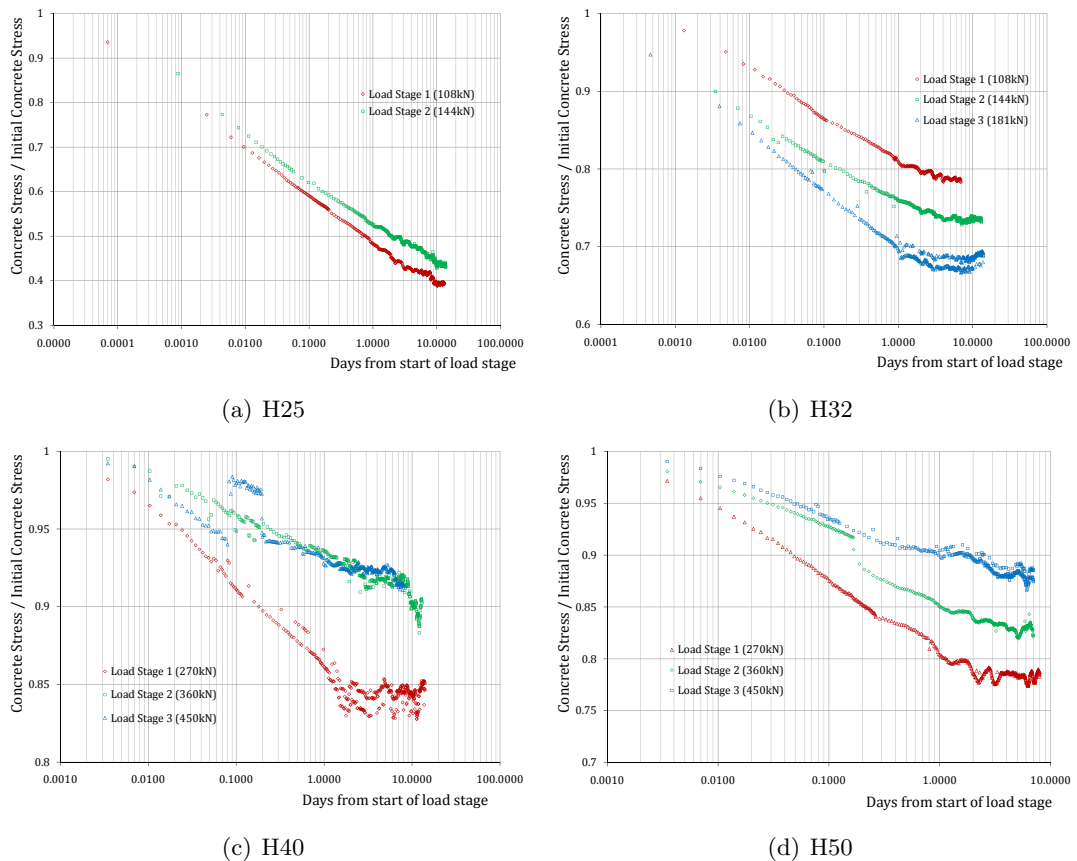 Concrete Stress / Initial Concrete Stress
1
0.9
0.8
0.7
0.6
0.5
0.4
0.3
0.0000 0.0001 0.0010 0.0100 0.1000 1.0000 10.0000 100.0000
Days from start of load stage
Load Stage 1 (108kN)
Load Stage 2 (144kN)
(a) H25
Concrete Stress / Initial Concrete Stress
1
0.9
0.8
0.7
0.6
0.0001 0.0010 0.0100 0.1000 1.0000 10.0000 100.0000
Days from start of load stage
Load Stage 1 (108kN)
Load Stage 2 (144kN)
Load stage 3 (181kN)
(b) H32
Concrete Stress / Initial Concrete Stress
1
0.95
0.9
0.85
0.8
0.0010 0.0100 0.1000 1.0000 10.0000 100.0000
Days from start of load stage
Load Stage 1 (270kN)
Load Stage 2 (360kN)
Load Stage 3 (450kN)
(c) H40
Concrete Stress / Initial Concrete Stress
1
0.95
0.9
0.85
0.8
0.75
0.7
0.0010 0.0100 0.1000 1.0000 10.0000
Days from start of load stage
Load Stage 1 (270kN)
Load Stage 2 (360kN)
Load Stage 3 (450kN)
(d) H50